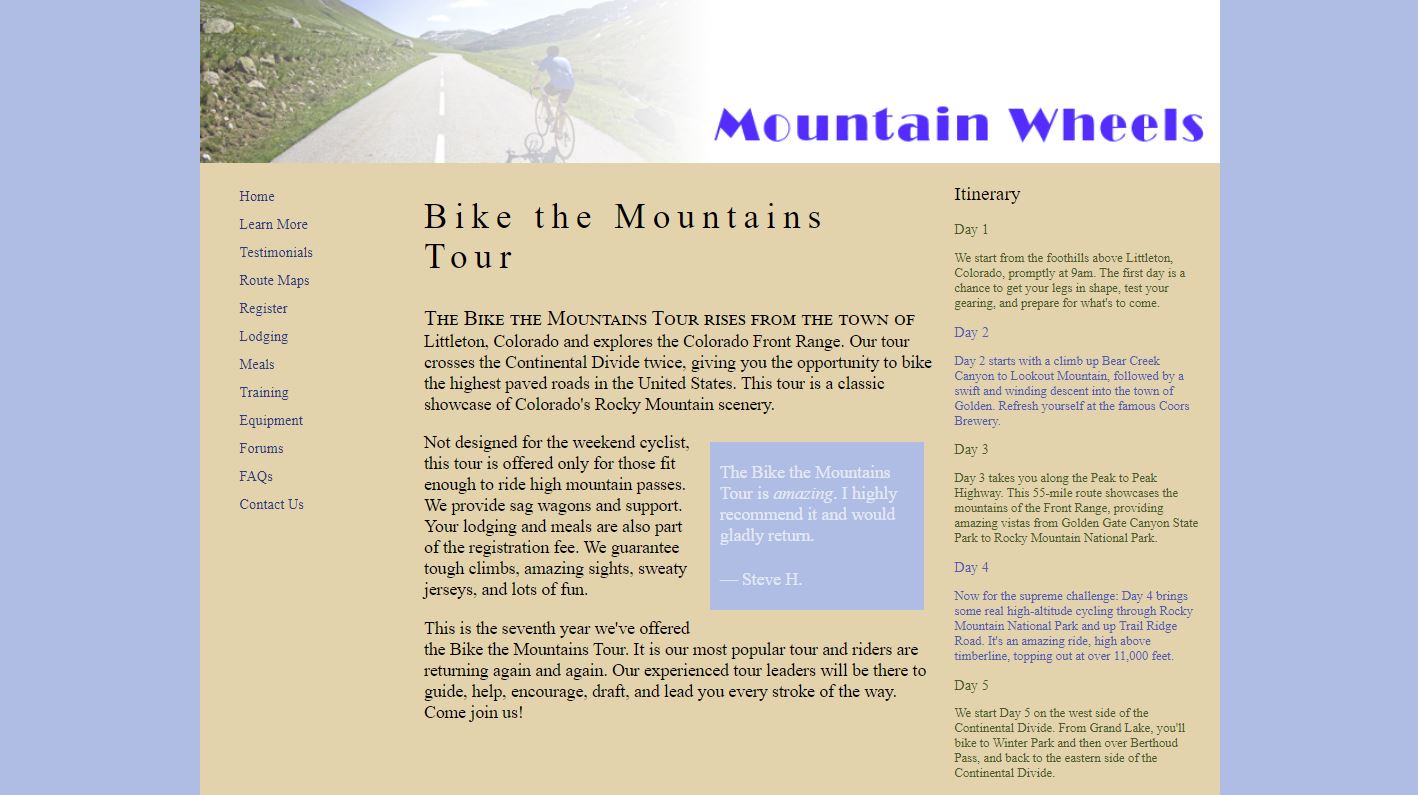 Mountain Wheels
Home
Learn More
Testimonials
Route Maps
Register
Lodging
Meals
Training
Equipment
Forums
FAQs
Contact Us
Bike the Mountains
Tour
The Bike the Mountains Tour rises from the town of
Littleton, Colorado and explores the Colorado Front Range. Our tour
crosses the Continental Divide twice, giving you the opportunity to bike
the highest paved roads in the United States. This tour is a classic
showcase of Colorado's Rocky Mountain scenery.
Not designed for the weekend cyclist,
this tour is offered only for those fit
enough to ride high mountain passes.
We provide sag wagons and support.
Your lodging and meals are also part
of the registration fee. We guarantee
tough climbs, amazing sights, sweaty
jerseys, and lots of fun.
The Bike the Mountains
Tour is amazing. I highly
recommend it and would
gladly return.
— Steve H.
This is the seventh year we've offered
the Bike the Mountains Tour. It is our most popular tour and riders are
returning again and again. Our experienced tour leaders will be there to
guide, help, encourage, draft, and lead you every stroke of the way.
Come join us!
Itinerary
Day 1
We start from the foothills above Littleton,
Colorado, promptly at 9am. The first day is a
chance to get your legs in shape, test your
gearing, and prepare for what's to come.
Day 2
Day 2 starts with a climb up Bear Creek
Canyon to Lookout Mountain, followed by a
swift and winding descent into the town of
Golden. Refresh yourself at the famous Coors
Brewery.
Day 3
Day 3 takes you along the Peak to Peak
Highway. This 55-mile route showcases the
mountains of the Front Range, providing
amazing vistas from Golden Gate Canyon State
Park to Rocky Mountain National Park.
Day 4
Now for the supreme challenge: Day 4 brings
some real high-altitude cycling through Rocky
Mountain National Park and up Trail Ridge
Road. It's an amazing ride, high above
timberline, topping out at over 11,000 feet.
Day 5
We start Day 5 on the west side of the
Continental Divide. From Grand Lake, you'll
bike to Winter Park and then over Berthoud
Pass, and back to the eastern side of the
Continental Divide.